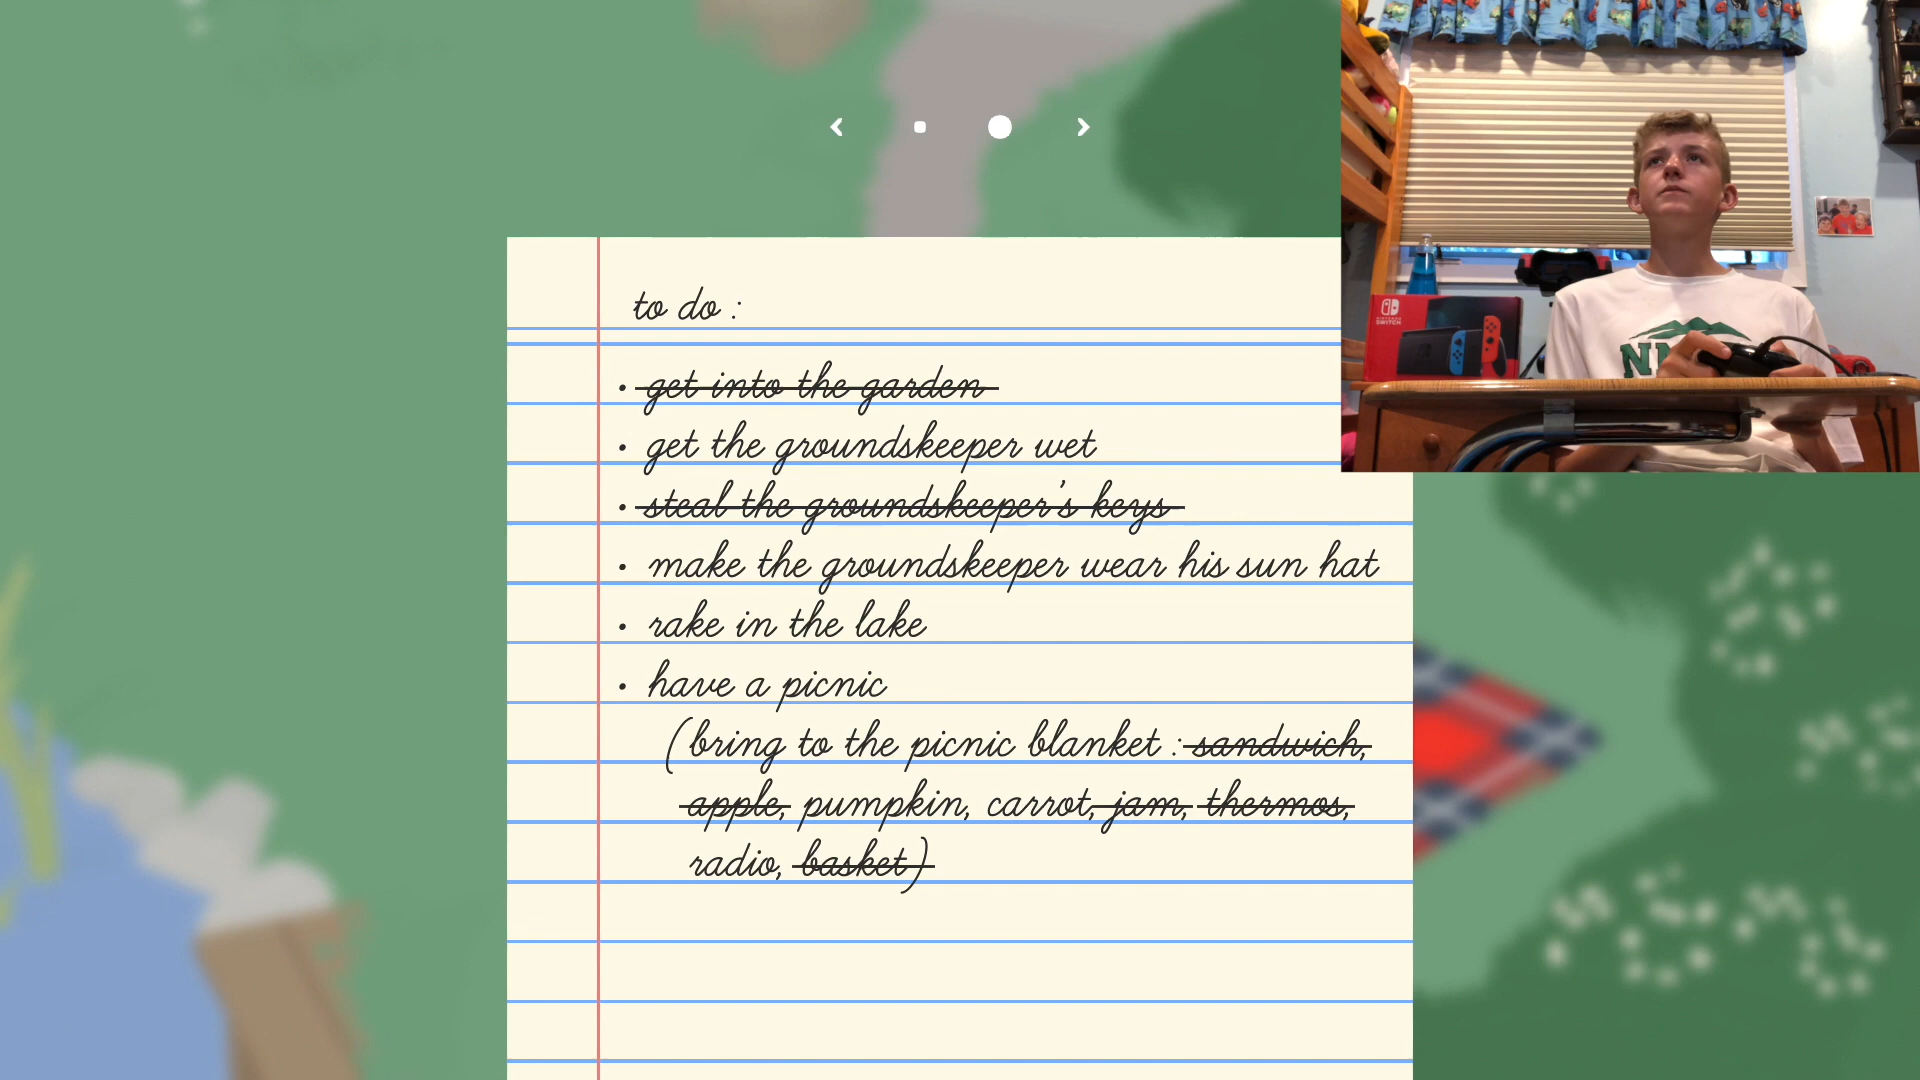 to do :
• get into the garden
• get the groundskeeper wet
• steal the groundskeeper's keys
• make the groundskeeper wear his sun hat
• rake in the lake
• have a picnic
(bring to the picnic blanket : sandwich,
apple, pumpkin, carrot, jam, thermos,
radio, basket)
NINTENDO
SWITCH